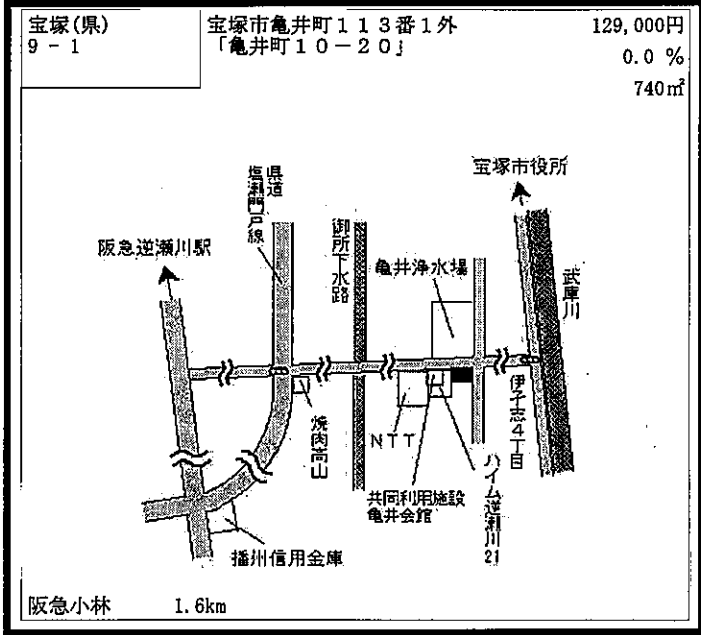 宝塚(県)
9-1
宝塚市亀井町113番1外
「亀井町10-20」
129,000円
0.0 %
740㎡
宝塚市役所
県道
塩瀬門戸線
御所下水路
阪急逆瀬川駅
亀井浄水場
武庫川
焼肉高山
NTT
伊孑志4丁目
共同利用施設
亀井会館
ハイム逆瀬川21
播州信用金庫
阪急小林 1.6km